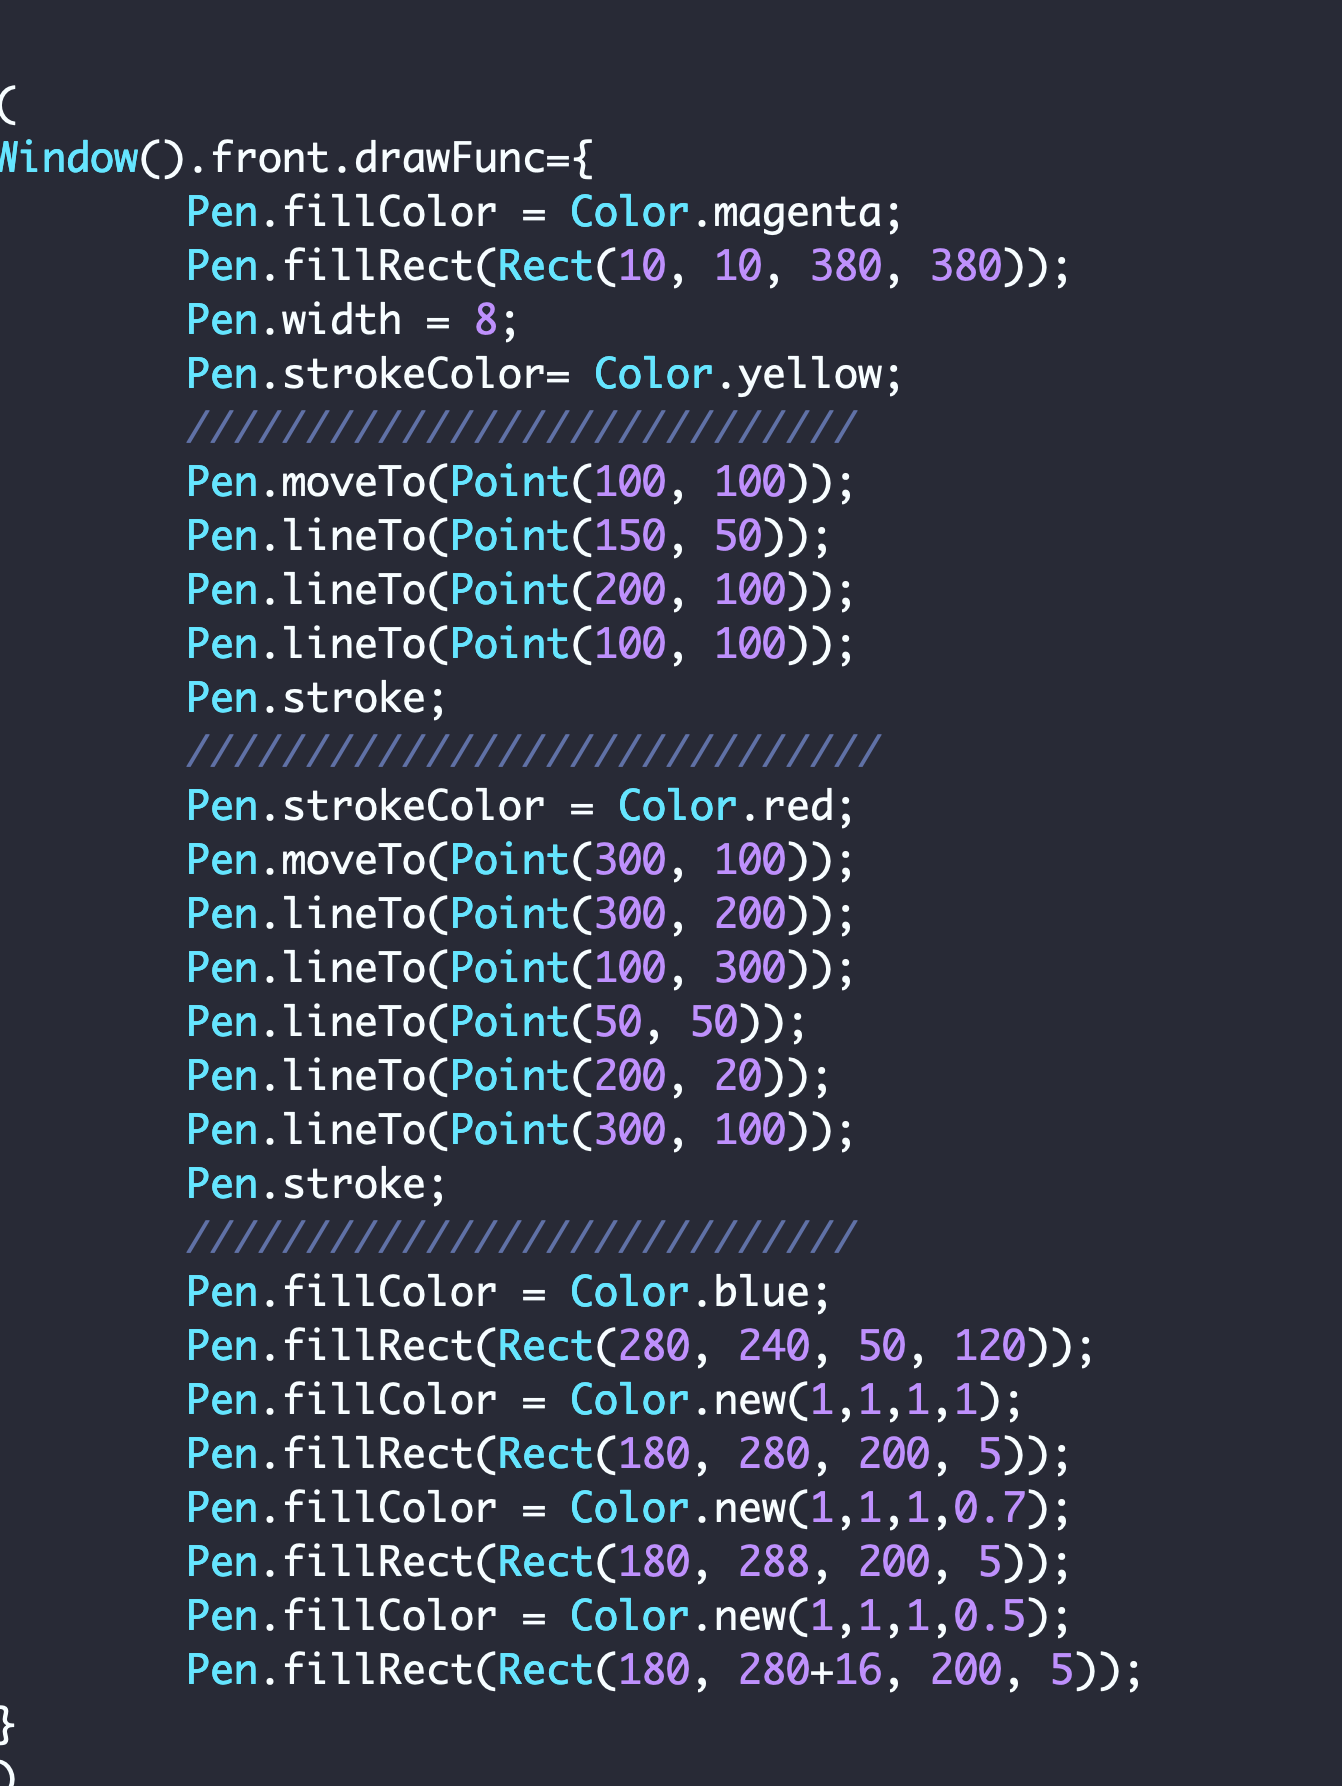 (
Window().front.drawFunc={
Pen.fillColor = Color.magenta;
Pen.fillRect(Rect(10, 10, 380, 380));
Pen.width = 8;
Pen.strokeColor= Color.yellow;
////////////////////////////
Pen.moveTo(Point(100, 100));
Pen.lineTo(Point(150, 50));
Pen.lineTo(Point(200, 100));
Pen.lineTo(Point(100, 100));
Pen.stroke;
/////////////////////////////
Pen.strokeColor = Color.red;
Pen.moveTo(Point(300, 100));
Pen.lineTo(Point(300, 200));
Pen.lineTo(Point(100, 300));
Pen.lineTo(Point(50, 50));
Pen.lineTo(Point(200, 20));
Pen.lineTo(Point(300, 100));
Pen.stroke;
////////////////////////////
Pen.fillColor = Color.blue;
Pen.fillRect(Rect(280, 240, 50, 120));
Pen.fillColor = Color.new(1,1,1,1);
Pen.fillRect(Rect(180, 280, 200, 5));
Pen.fillColor = Color.new(1,1,1,0.7);
Pen.fillRect(Rect(180, 288, 200, 5));
Pen.fillColor = Color.new(1,1,1,0.5);
Pen.fillRect(Rect(180, 280+16, 200, 5));
}
)